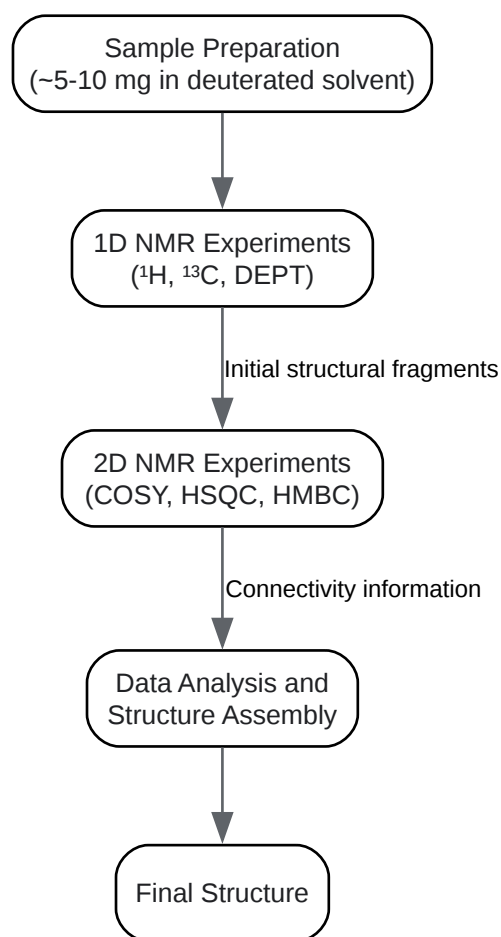 Sample Preparation
(~5-10 mg in deuterated solvent)
1D NMR Experiments
(¹H, ¹³C, DEPT)
Initial structural fragments
2D NMR Experiments
(COSY, HSQC, HMBC)
Connectivity information
Data Analysis and
Structure Assembly
Final Structure